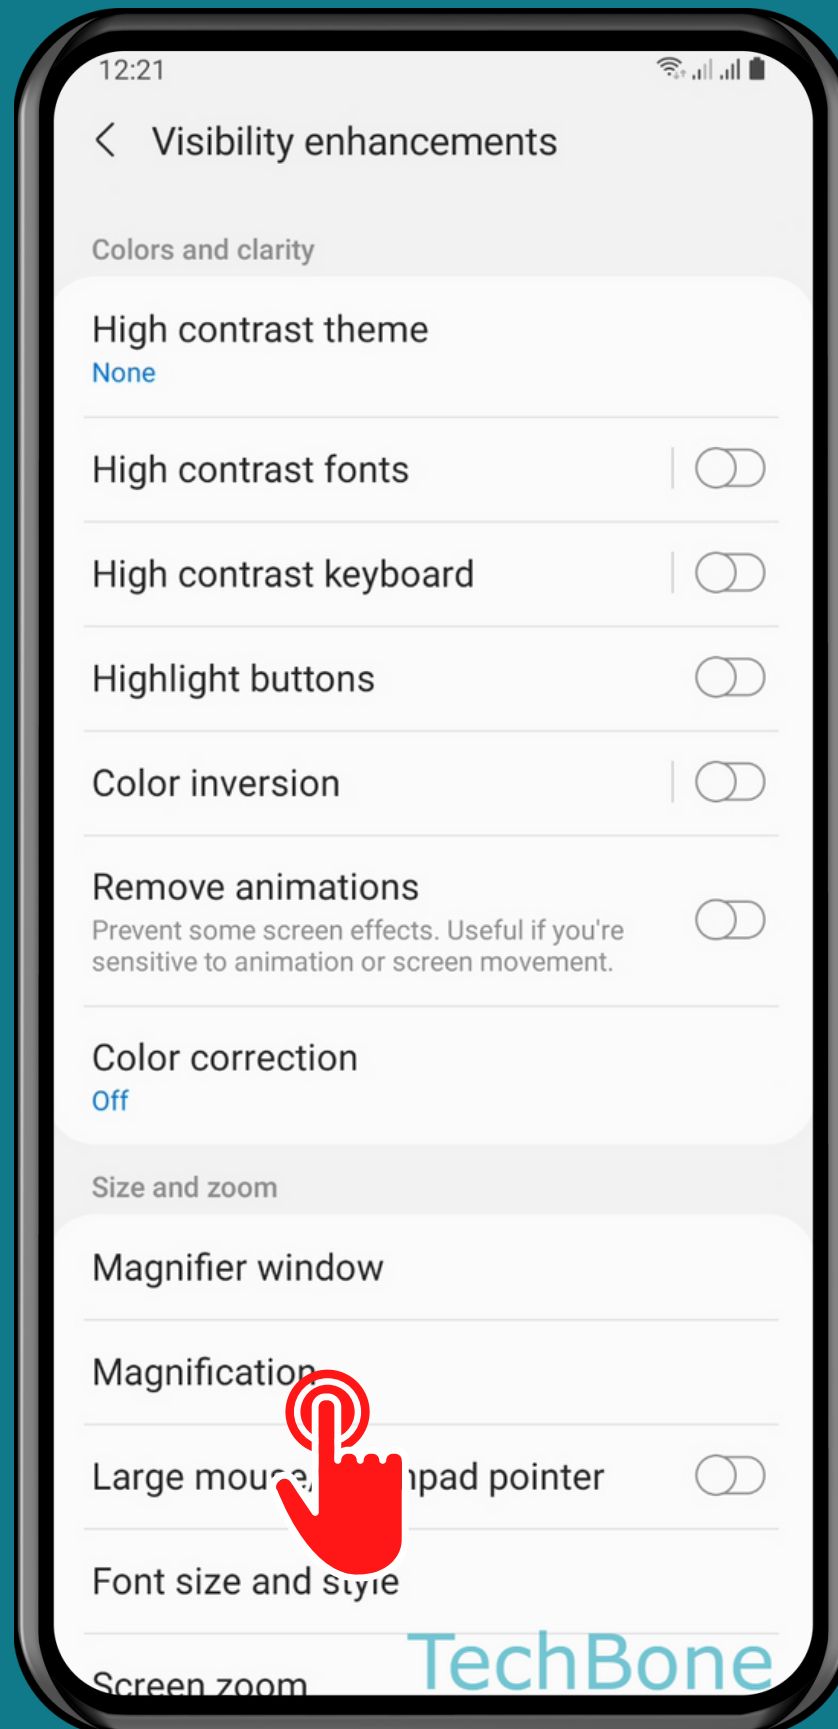 12:21
Visibility enhancements
Colors and clarity
High contrast theme
None
High contrast fonts
High contrast keyboard
Highlight buttons
Color inversion
Remove animations
Prevent some screen effects. Useful if you're
sensitive to animation or screen movement.
Color correction
Off
Size and zoom
Magnifier window
Magnification
Large mouse/ pointer
Font size and style
TechBone
Screen zoom